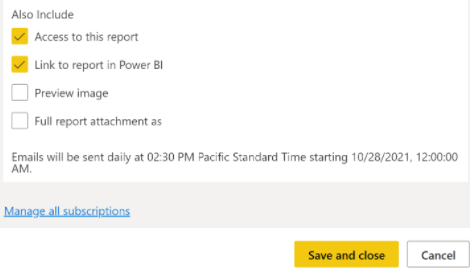 Also Include
Access to this report
Link to report in Power BI
Preview image
Full report attachment as
Emails will be sent daily at 02:30 PM Pacific Standard Time starting 10/28/2021, 12:00:00
AM.
Manage all subscriptions
Save and close
Cancel